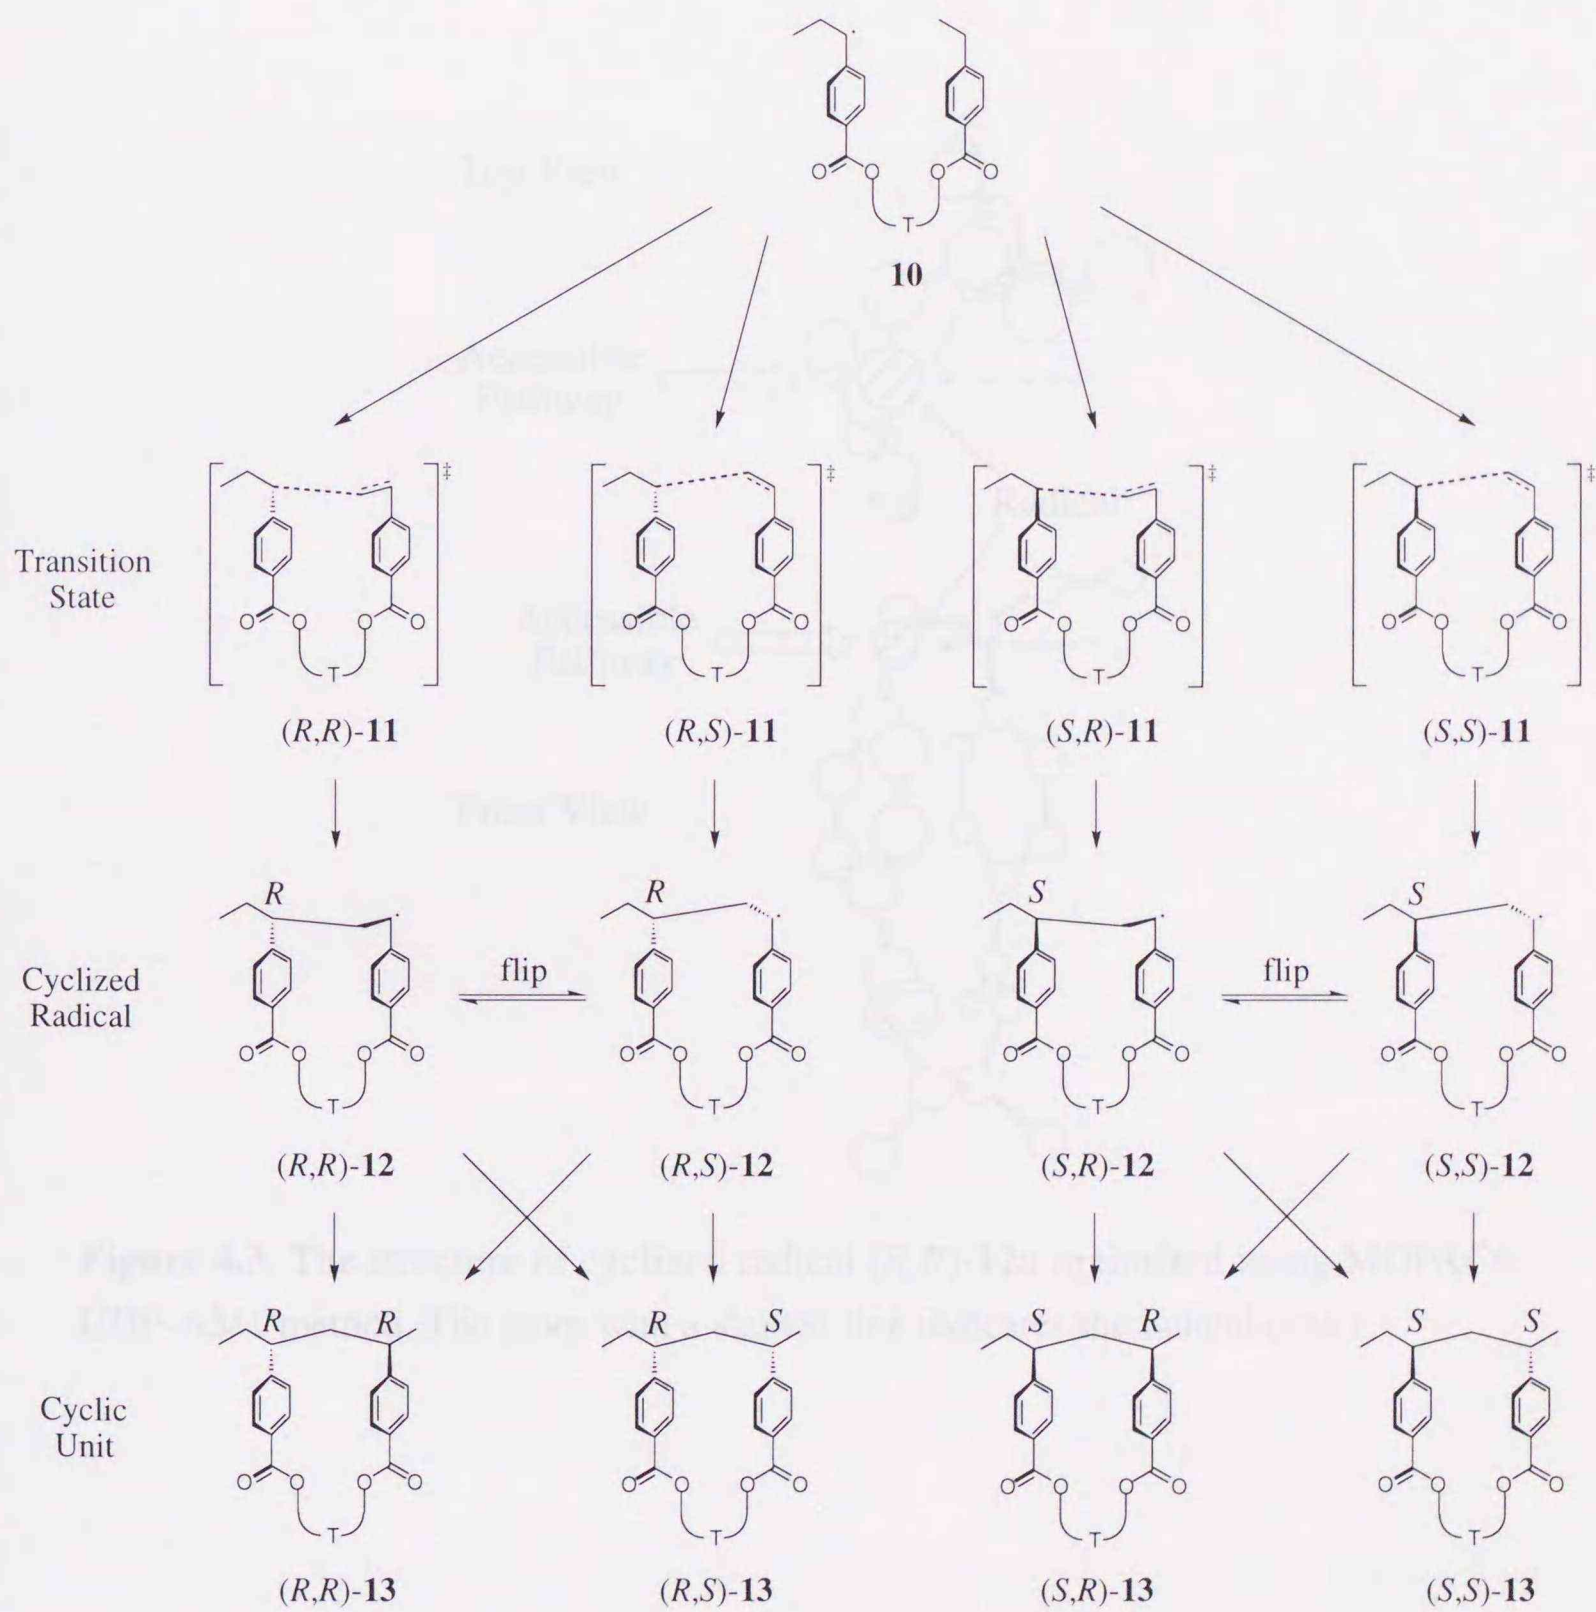 10
Transition
State
‡ ‡ ‡ ‡
O O O O O O O O
T T T T
(R,R)-11 (R,S)-11 (S,R)-11 (S,S)-11
Cyclized
Radical
R R S S
flip flip
(R,R)-12 (R,S)-12 (S,R)-12 (S,S)-12
R R R S S R S S
Cyclic
Unit
(R,R)-13 (R,S)-13 (S,R)-13 (S,S)-13